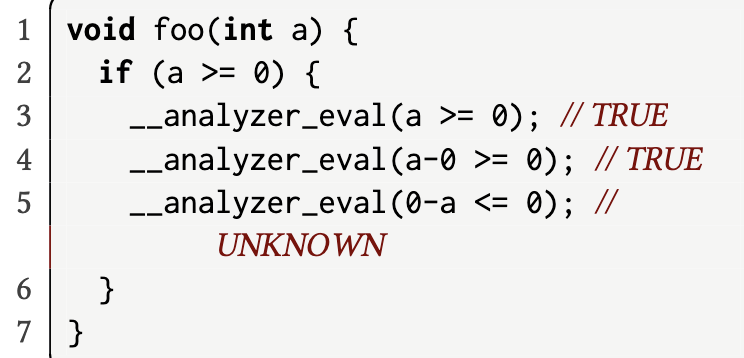 1 void foo(int a) {
2 if (a >= 0) {
3 __analyzer_eval(a >= 0); // TRUE
4 __analyzer_eval(a-0 >= 0); // TRUE
5 __analyzer_eval(0-a <= 0); //
UNKNOWN
6 }
7 }